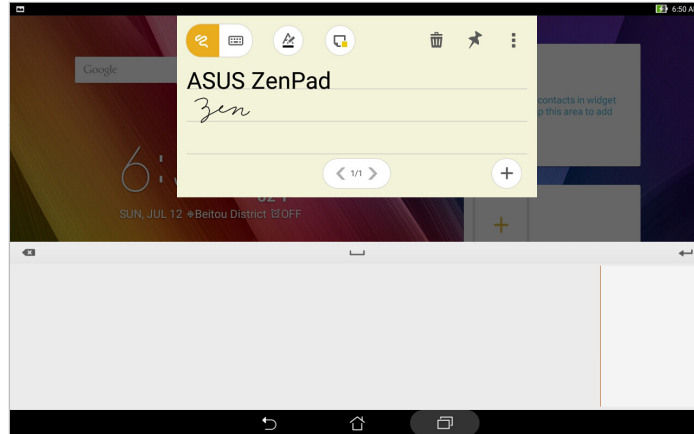 6:50 A
Google
ASUS ZenPad
Zen
contacts in widget
p this area to add
6:
1/1
SUN, JUL 12 Beitou District OFF